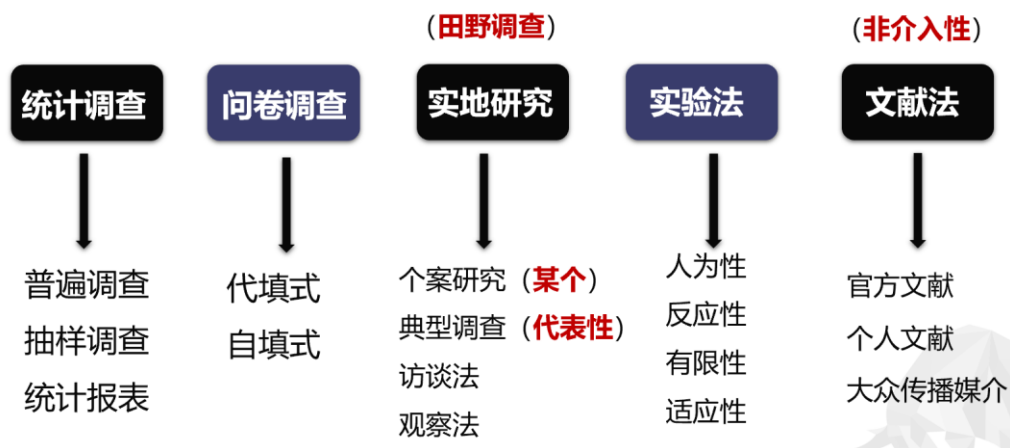 （田野调查）
（非介入性）
统计调查
问卷调查
实地研究
实验法
文献法
普遍调查
抽样调查
统计报表
代填式
自填式
个案研究（某个）
典型调查（代表性）
访谈法
观察法
人为性
反应性
有限性
适应性
官方文献
个人文献
大众传播媒介